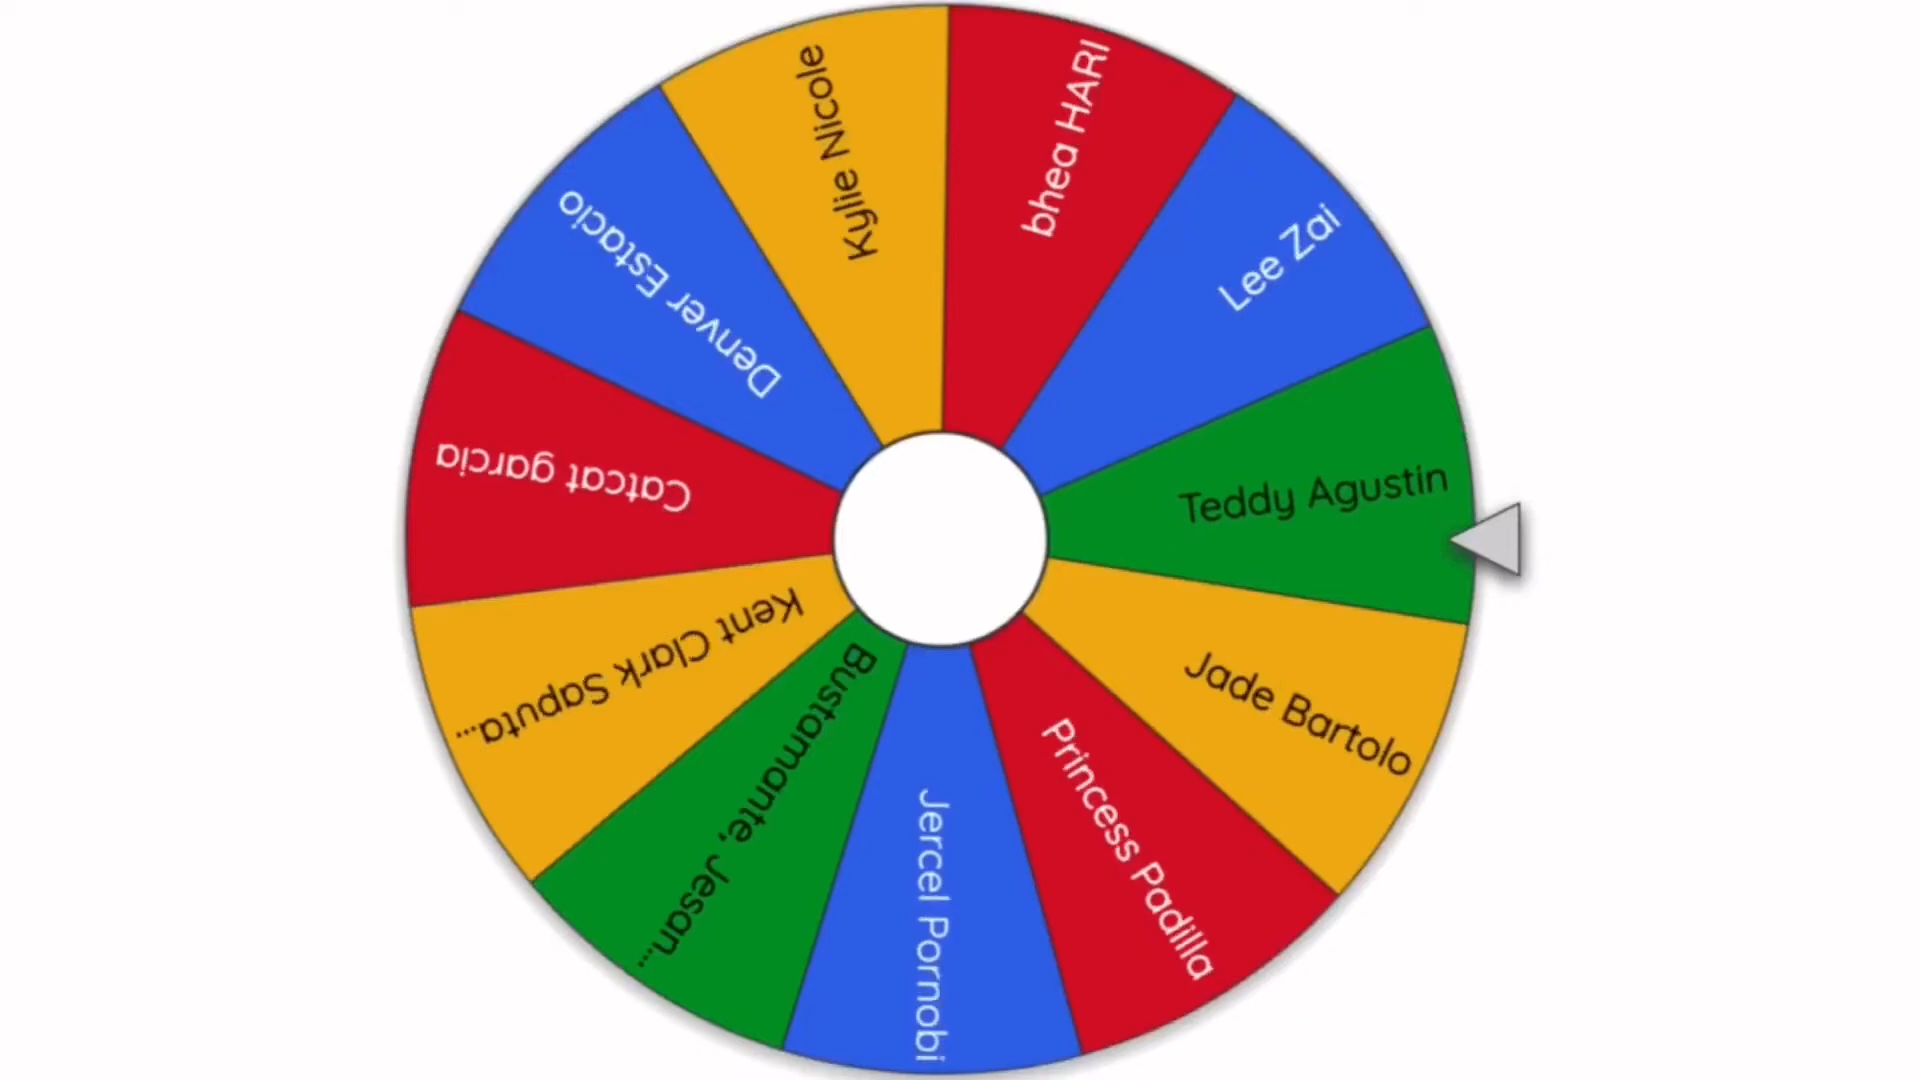 Kylie Nicole
bhea HARI
Lee Zai
Teddy Agustin
Jade Bartolo
Princess Padilla
Jercel Pornobi
Bustamante, Jesan...
Kent Clark Saputa...
Catcat garcia
Denver Estacio